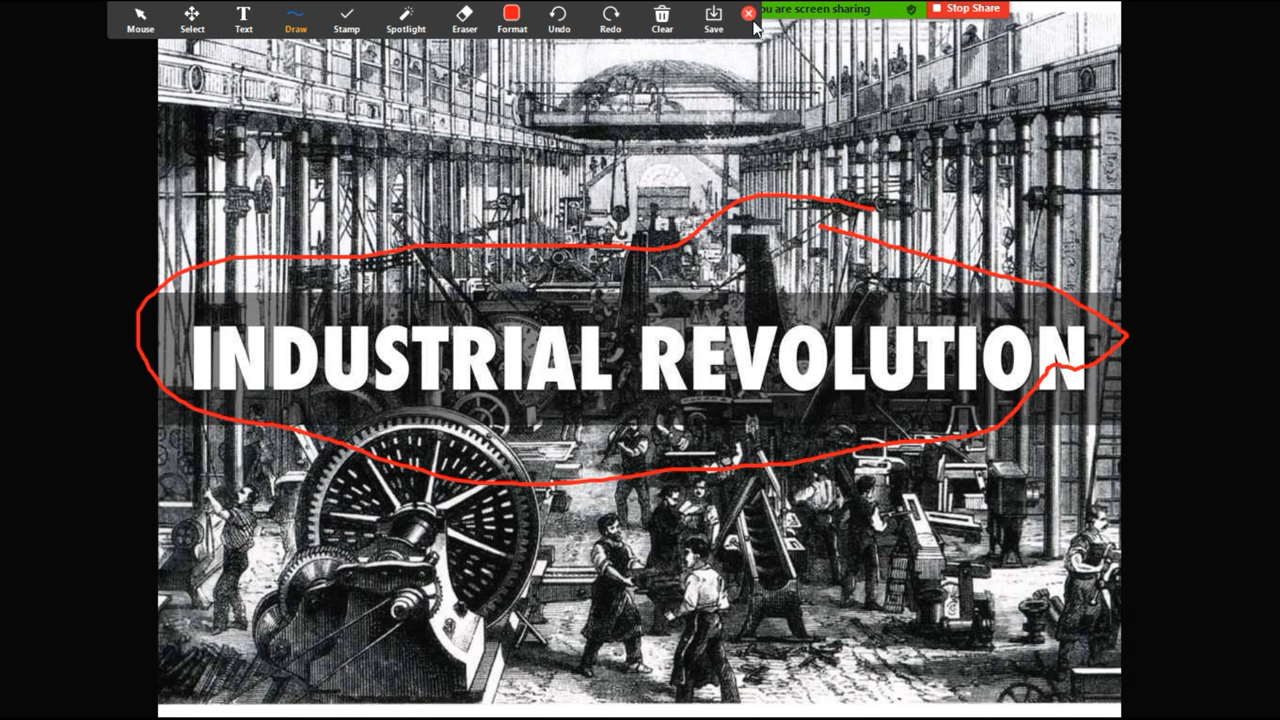 You are screen sharing
Stop Share
Mouse Select Text Draw Stamp Spotlight Eraser Format Undo Redo Clear Save
INDUSTRIAL REVOLUTION